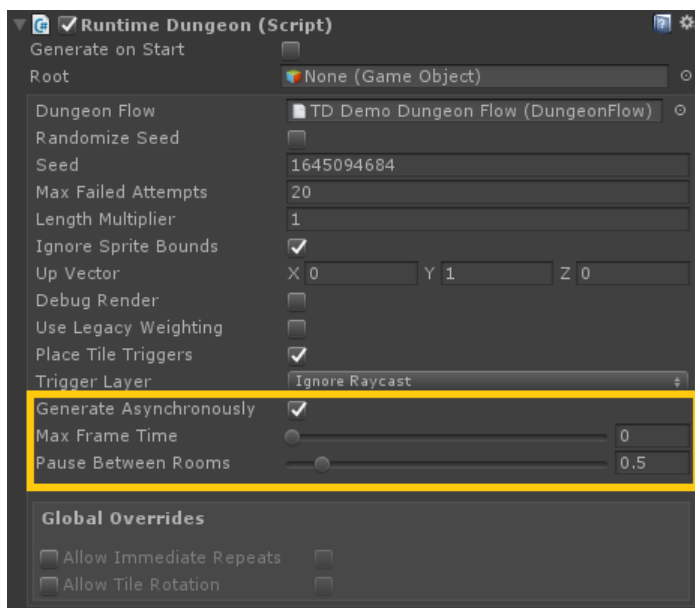 Runtime Dungeon (Script)
Generate on Start
Root None (Game Object)
Dungeon Flow TD Demo Dungeon Flow (DungeonFlow)
Randomize Seed
Seed 1645094684
Max Failed Attempts 20
Length Multiplier 1
Ignore Sprite Bounds
Up Vector X 0 Y 1 Z 0
Debug Render
Use Legacy Weighting
Place Tile Triggers
Trigger Layer Ignore Raycast
Generate Asynchronously
Max Frame Time 0
Pause Between Rooms 0.5
Global Overrides
Allow Immediate Repeats
Allow Tile Rotation